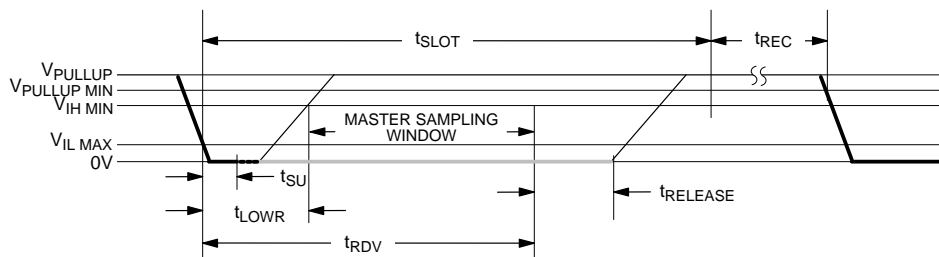 tSLOT
tREC
VPULLUP
VPULLUP MIN
VIH MIN
MASTER SAMPLING
WINDOW
VIL MAX
0V
tSU
tRELEASE
tLOWR
tRDV